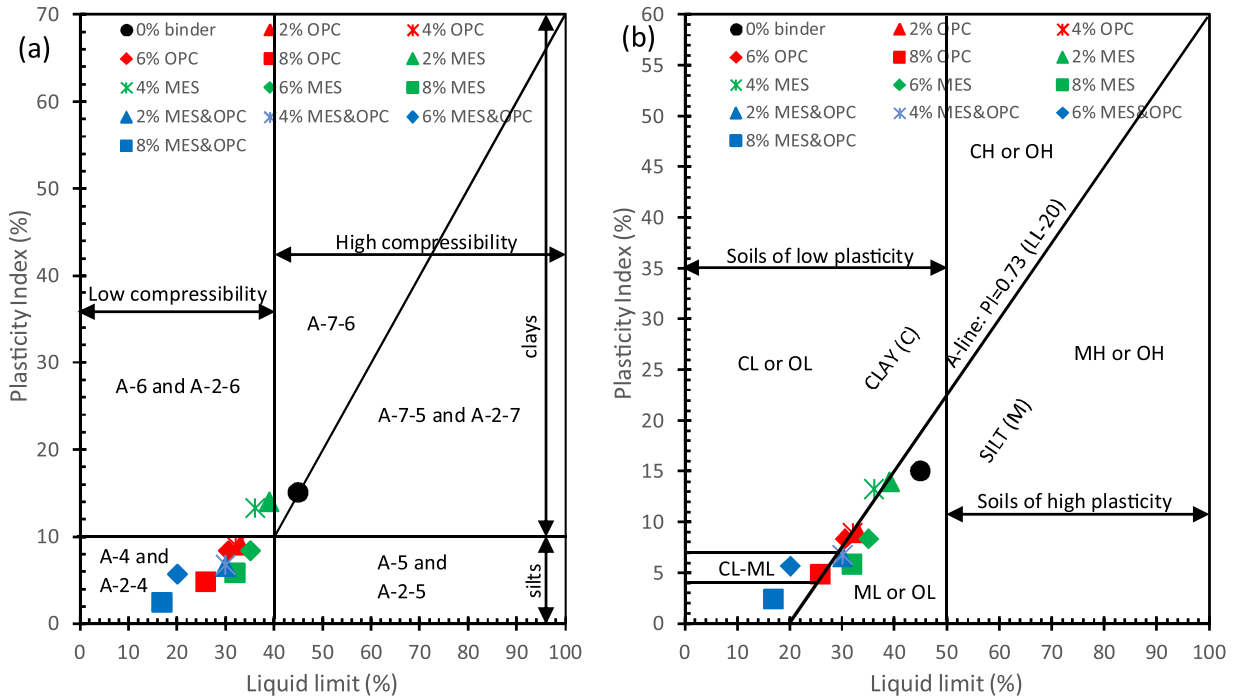 (a)
0% binder 2% OPC 4% OPC
6% OPC 8% OPC 2% MES
4% MES 6% MES 8% MES
2% MES&OPC 4% MES&OPC 6% MES&OPC
8% MES&OPC
High compressibility
Low compressibility
A-7-6
clays
A-6 and A-2-6
A-7-5 and A-2-7
A-4 and
A-2-4
A-5 and
A-2-5
silts
Plasticity Index (%)
70
60
50
40
30
20
10
0
0 10 20 30 40 50 60 70 80 90 100
Liquid limit (%)
(b)
0% binder 2% OPC 4% OPC
6% OPC 8% OPC 2% MES
4% MES 6% MES 8% MES
2% MES&OPC 4% MES&OPC 6% MES&OPC
8% MES&OPC
CH or OH
Soils of low plasticity
A-line: PI=0.73 (LL-20)
CL or OL
CLAY (C)
MH or OH
SILT (M)
Soils of high plasticity
CL-ML
ML or OL
Plasticity Index (%)
60
55
50
45
40
35
30
25
20
15
10
5
0
0 10 20 30 40 50 60 70 80 90 100
Liquid limit (%)